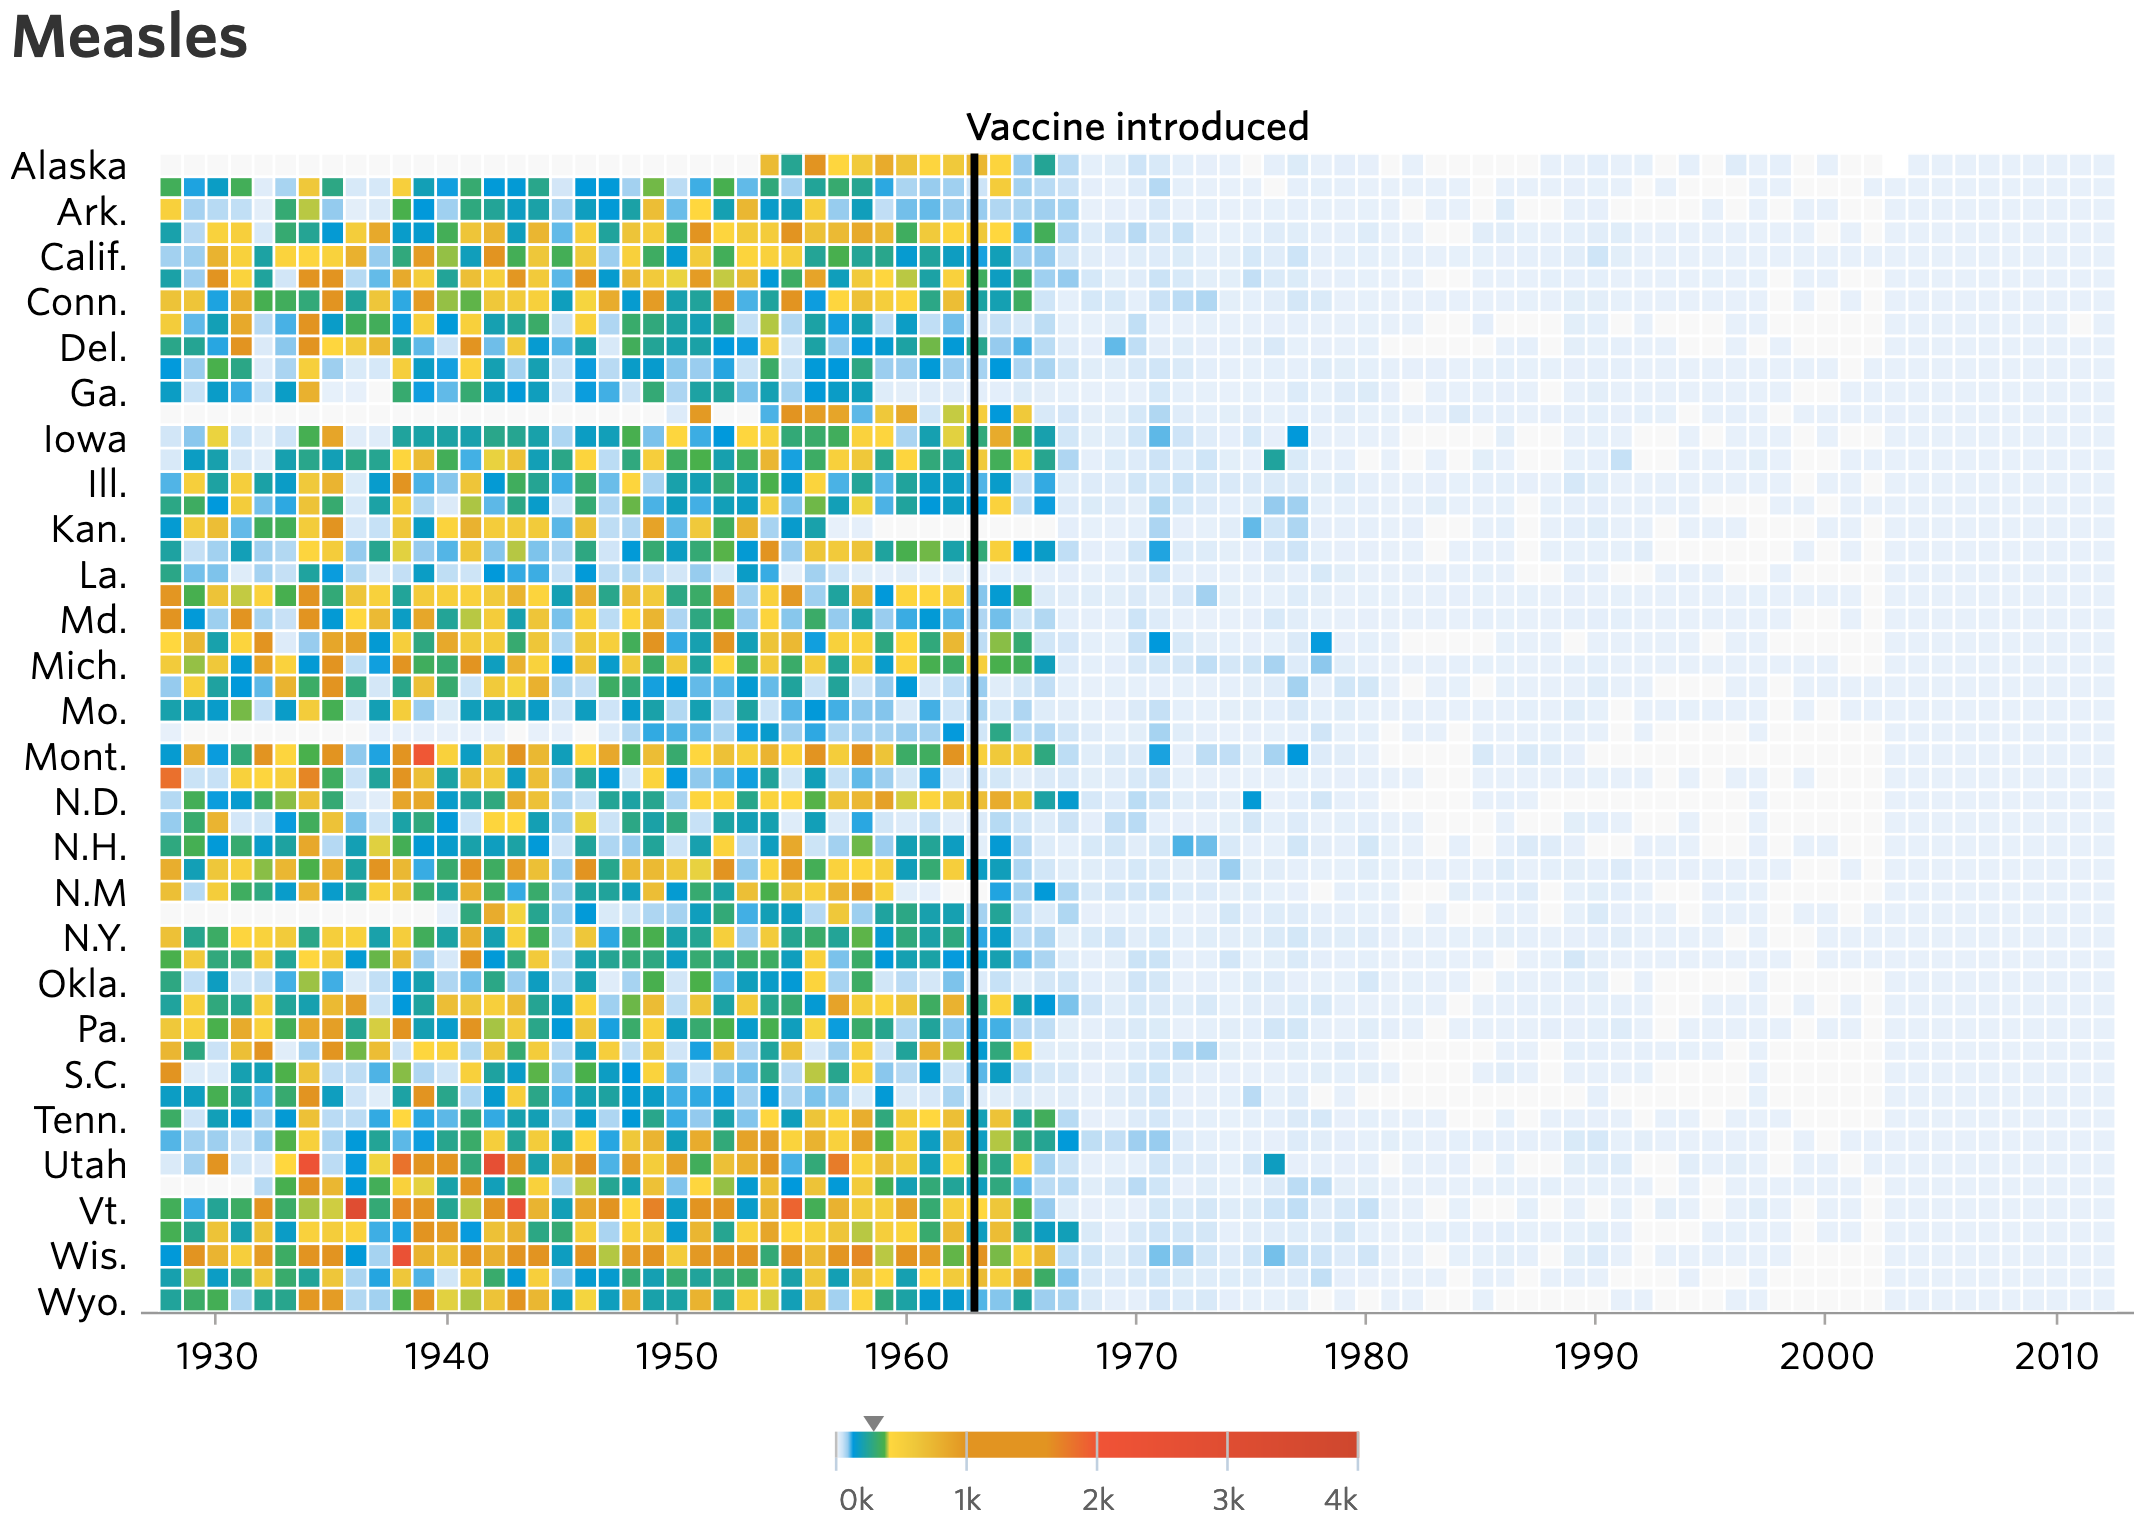 Measles
Vaccine introduced
Alaska
Ark.
Calif.
Conn.
Del.
Ga.
Iowa
Ill.
Kan.
La.
Md.
Mich.
Mo.
Mont.
N.D.
N.H.
N.M
N.Y.
Okla.
Pa.
S.C.
Tenn.
Utah
Vt.
Wis.
Wyo.
1930 1940 1950 1960 1970 1980 1990 2000 2010
0k 1k 2k 3k 4k